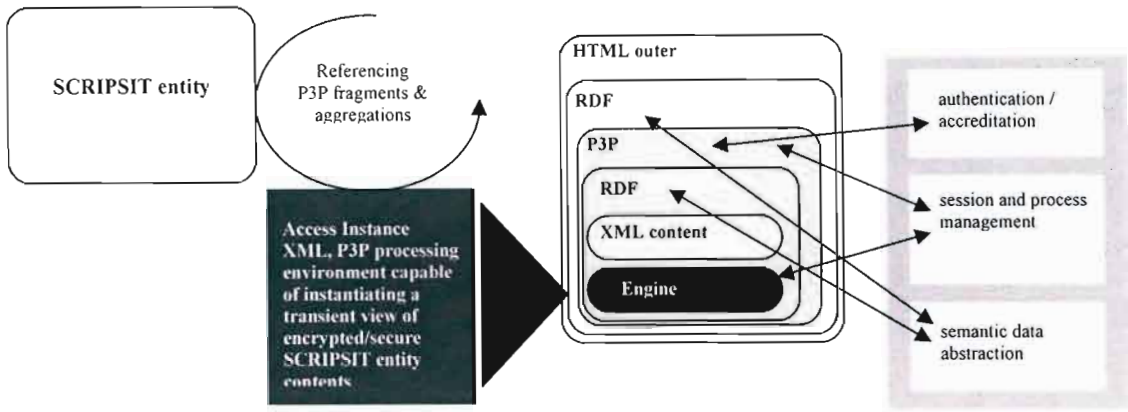 SCRIPSIT entity
Referencing
P3P fragments &
aggregations
Access Instance
XML, P3P processing
environment capable
of instantiating a
transient view of
encrypted/secure
SCRIPSIT entity
contents
HTML outer
RDF
P3P
RDF
XML content
Engine
authentication /
accreditation
session and process
management
semantic data
abstraction